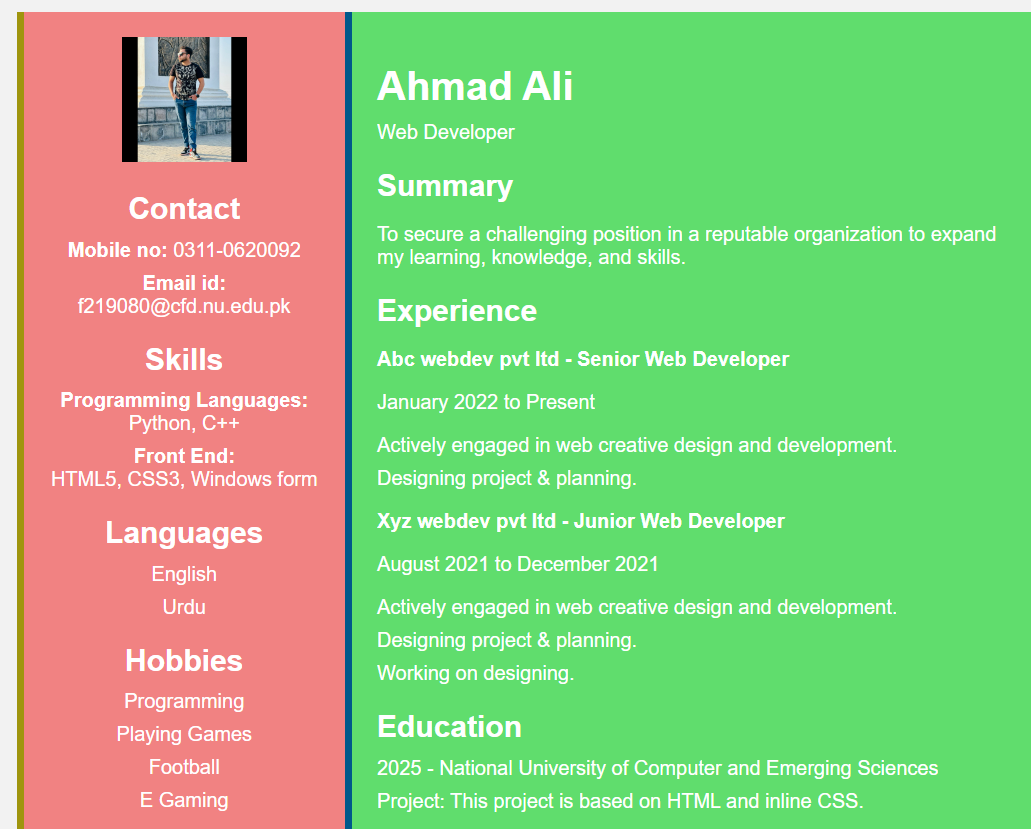 Contact
Mobile no: 0311-0620092
Email id:
f219080@cfd.nu.edu.pk
Skills
Programming Languages:
Python, C++
Front End:
HTML5, CSS3, Windows form
Languages
English
Urdu
Hobbies
Programming
Playing Games
Football
E Gaming
Ahmad Ali
Web Developer
Summary
To secure a challenging position in a reputable organization to expand
my learning, knowledge, and skills.
Experience
Abc webdev pvt ltd - Senior Web Developer
January 2022 to Present
Actively engaged in web creative design and development.
Designing project & planning.
Xyz webdev pvt ltd - Junior Web Developer
August 2021 to December 2021
Actively engaged in web creative design and development.
Designing project & planning.
Working on designing.
Education
2025 - National University of Computer and Emerging Sciences
Project: This project is based on HTML and inline CSS.